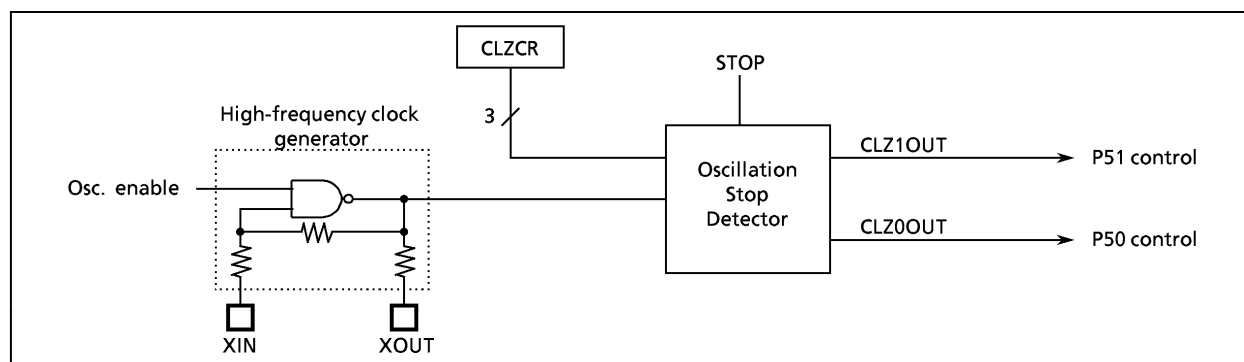 CLZCR
STOP
3
High-frequency clock
generator
Osc. enable
Oscillation
Stop
Detector
CLZ1OUT
P51 control
CLZ0OUT
P50 control
XIN
XOUT